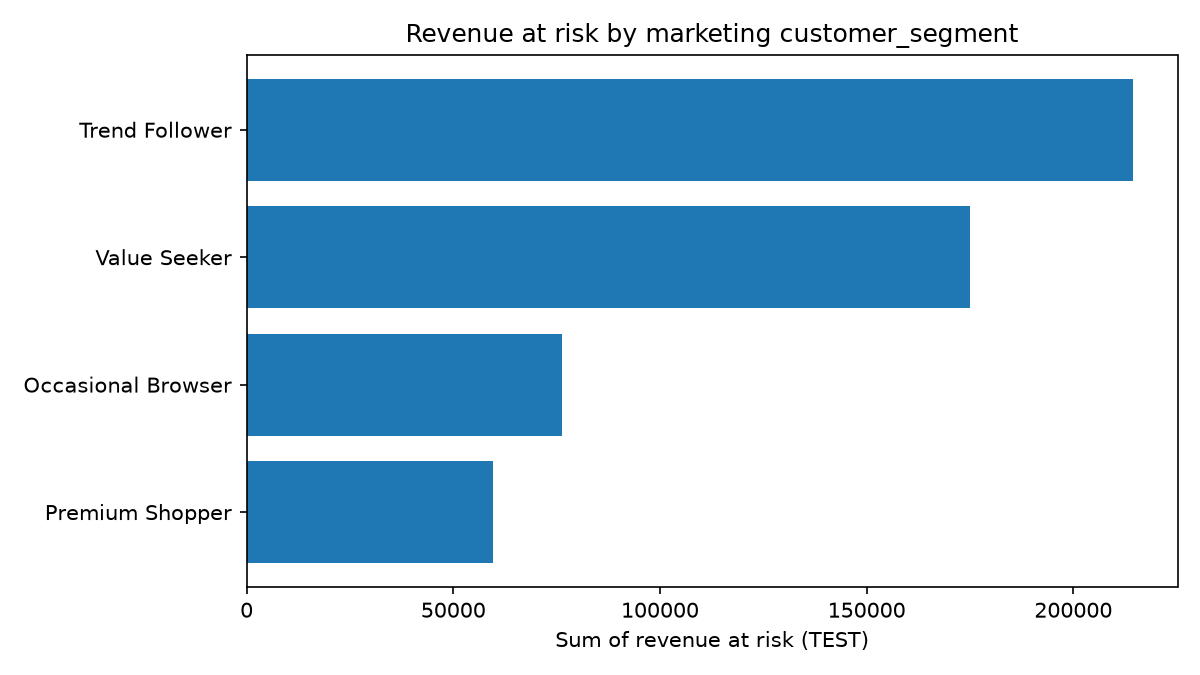 Revenue at risk by marketing customer_segment
Trend Follower
Value Seeker
Occasional Browser
Premium Shopper
0 50000 100000 150000 200000
Sum of revenue at risk (TEST)